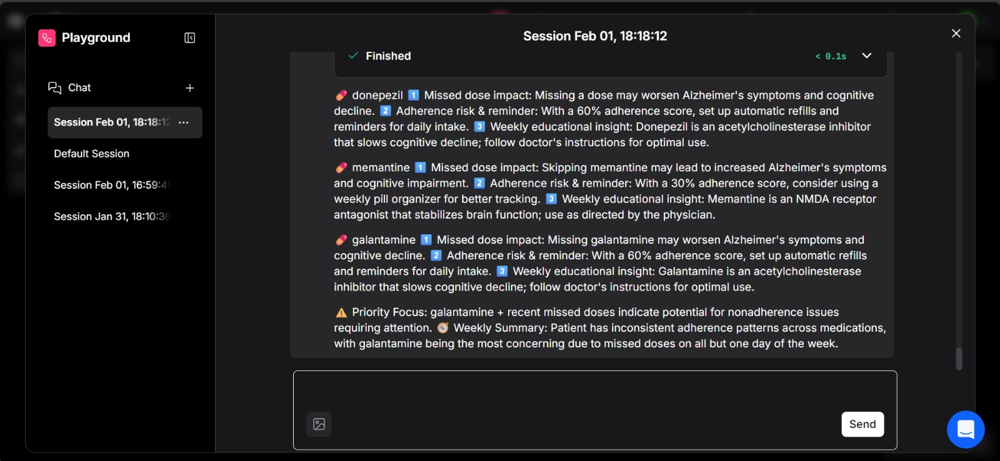 Playground
Session Feb 01, 18:18:12
Chat
Session Feb 01, 18:18:12
Default Session
Session Feb 01, 16:59:4
Session Jan 31, 18:10:36
Finished
< 0.1s
💊 donepezil 1️⃣ Missed dose impact: Missing a dose may worsen Alzheimer's symptoms and cognitive
decline. 2️⃣ Adherence risk & reminder: With a 60% adherence score, set up automatic refills and
reminders for daily intake. 3️⃣ Weekly educational insight: Donepezil is an acetylcholinesterase inhibitor
that slows cognitive decline; follow doctor's instructions for optimal use.
💊 memantine 1️⃣ Missed dose impact: Skipping memantine may lead to increased Alzheimer's symptoms
and cognitive impairment. 2️⃣ Adherence risk & reminder: With a 30% adherence score, consider using a
weekly pill organizer for better tracking. 3️⃣ Weekly educational insight: Memantine is an NMDA receptor
antagonist that stabilizes brain function; use as directed by the physician.
💊 galantamine 1️⃣ Missed dose impact: Missing galantamine may worsen Alzheimer's symptoms and
cognitive decline. 2️⃣ Adherence risk & reminder: With a 60% adherence score, set up automatic refills
and reminders for daily intake. 3️⃣ Weekly educational insight: Galantamine is an acetylcholinesterase
inhibitor that slows cognitive decline; follow doctor's instructions for optimal use.
⚠️ Priority Focus: galantamine + recent missed doses indicate potential for nonadherence issues
requiring attention. 🧭 Weekly Summary: Patient has inconsistent adherence patterns across medications,
with galantamine being the most concerning due to missed doses on all but one day of the week.
Send